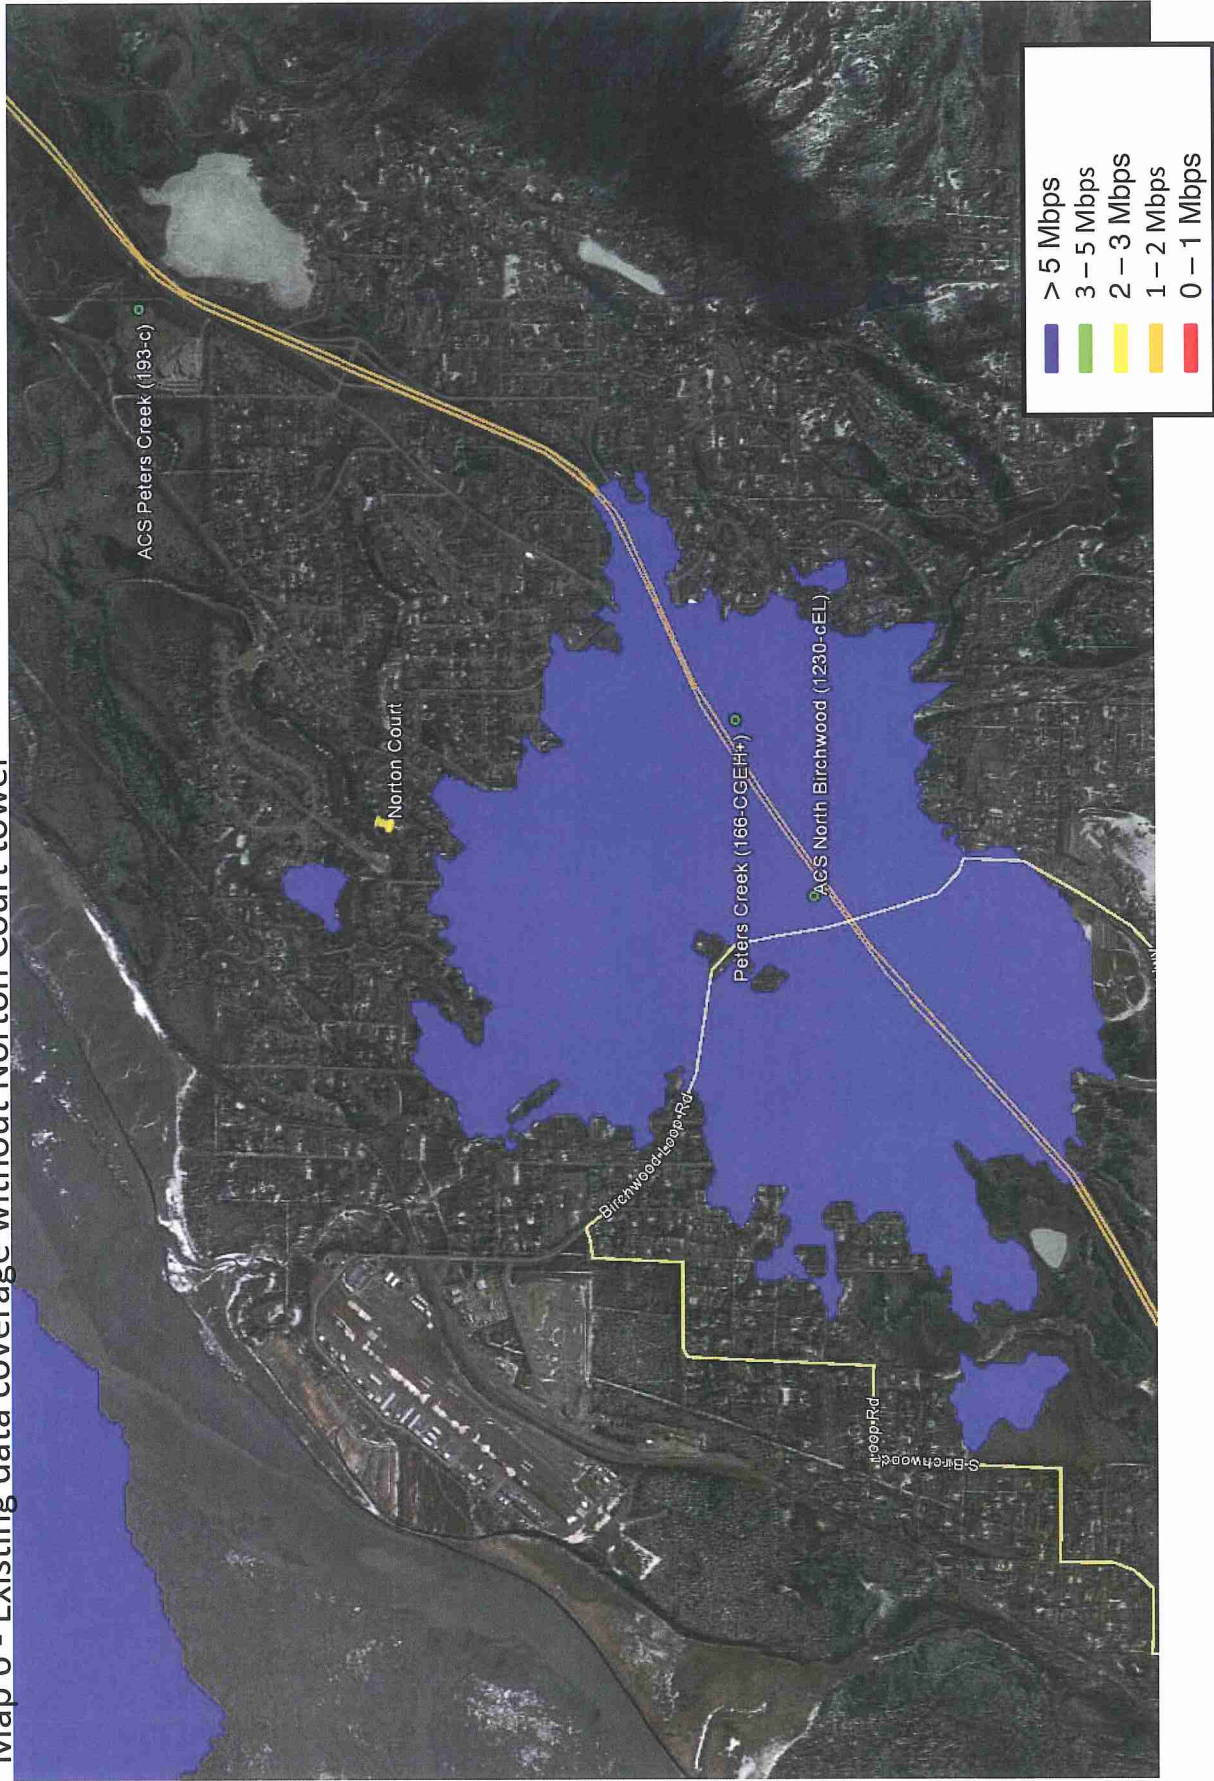 Map 6 - Existing data coverage without Norton Court tower
ACS Peters Creek (193-c)
Norton Court
Peters Creek (166-CGEH+)
ACS North Birchwood (1230-cEL)
Birchwood Loop Rd
Loop Rd
S Birchwood
> 5 Mbps
3 – 5 Mbps
2 – 3 Mbps
1 – 2 Mbps
0 – 1 Mbps